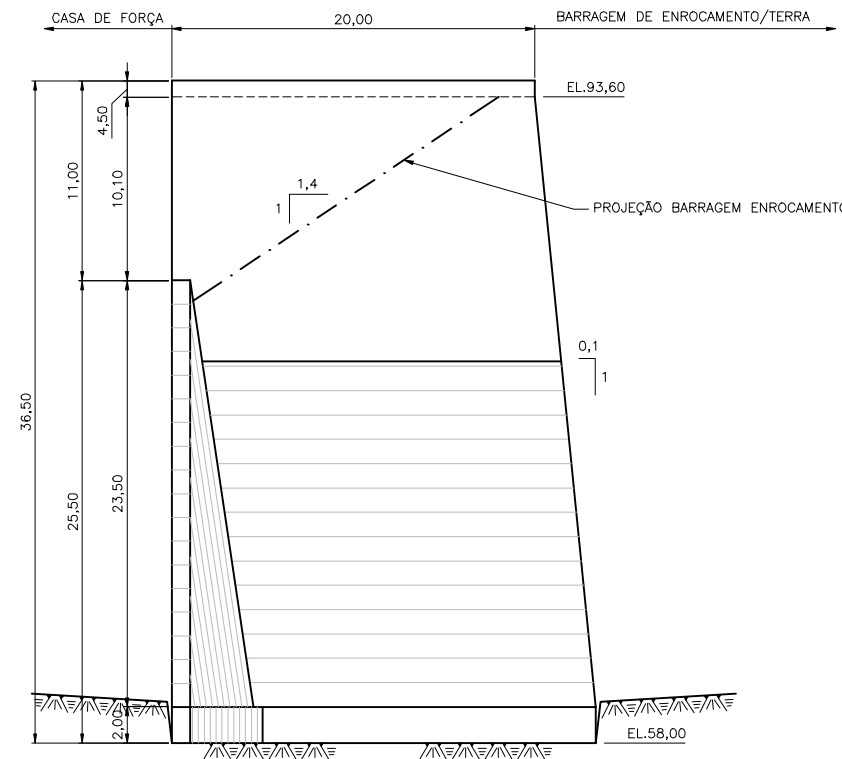 CASA DE FORÇA
20,00
BARRAGEM DE ENROCAMENTO/TERRA
EL.93,60
4,50
11,00
10,10
1,4
1
PROJEÇÃO BARRAGEM ENROCAMENTO
0,1
1
36,50
25,50
23,50
2,00
EL.58,00